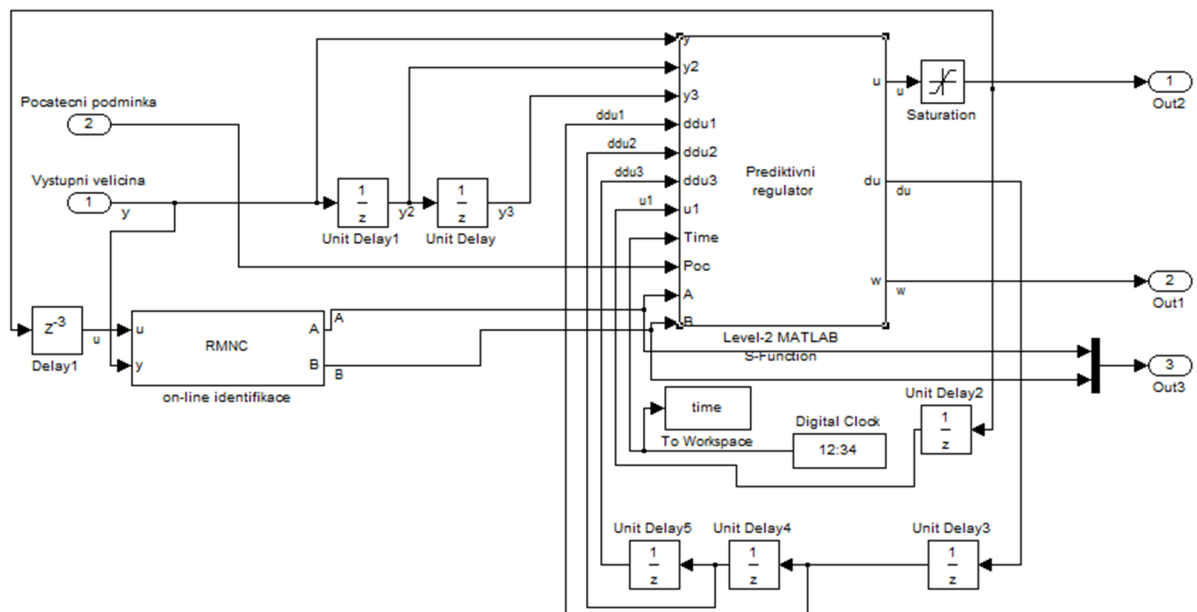 y
y2
y3
ddu1
ddu2
ddu3
u1
Time
Poc
A
B
Prediktivní
regulator
u
du
w
Level-2 MATLAB
S-Function
ddu1
ddu2
ddu3
u1
u
Saturation
1
Out2
du
w
2
Out1
3
Out3
Pocatecni podminka
2
Vystupni velicina
1
y
1
z
Unit Delay1
y2
1
z
Unit Delay
y3
z-3
Delay1
u
u
y
RMNC
A
B
on-line identifikace
A
B
time
To Workspace
Digital Clock
12:34
Unit Delay2
1
z
Unit Delay5
1
z
Unit Delay4
1
z
Unit Delay3
1
z